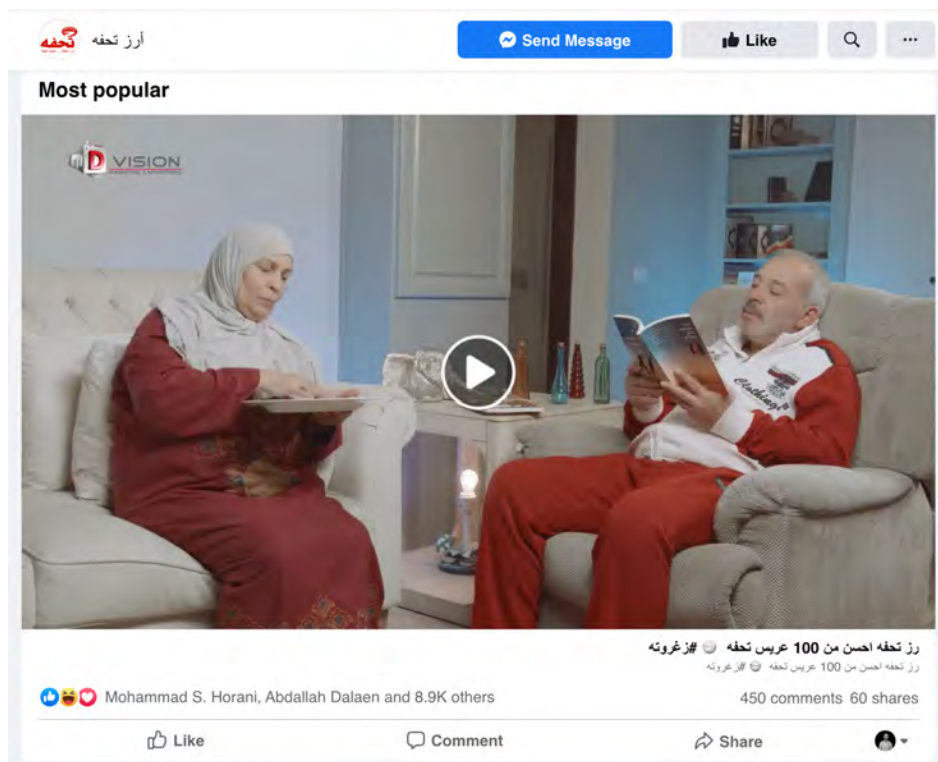 تحفه
أرز تحفه
Send Message
Like
Most popular
D VISION
Clothing
رز تحفه احسن من 100 عريس تحفه 🍚 #زغروته
رز تحفه احسن من 100 عريس تحفه 🍚 #زغروته
Mohammad S. Horani, Abdallah Dalaen and 8.9K others
450 comments 60 shares
Like
Comment
Share